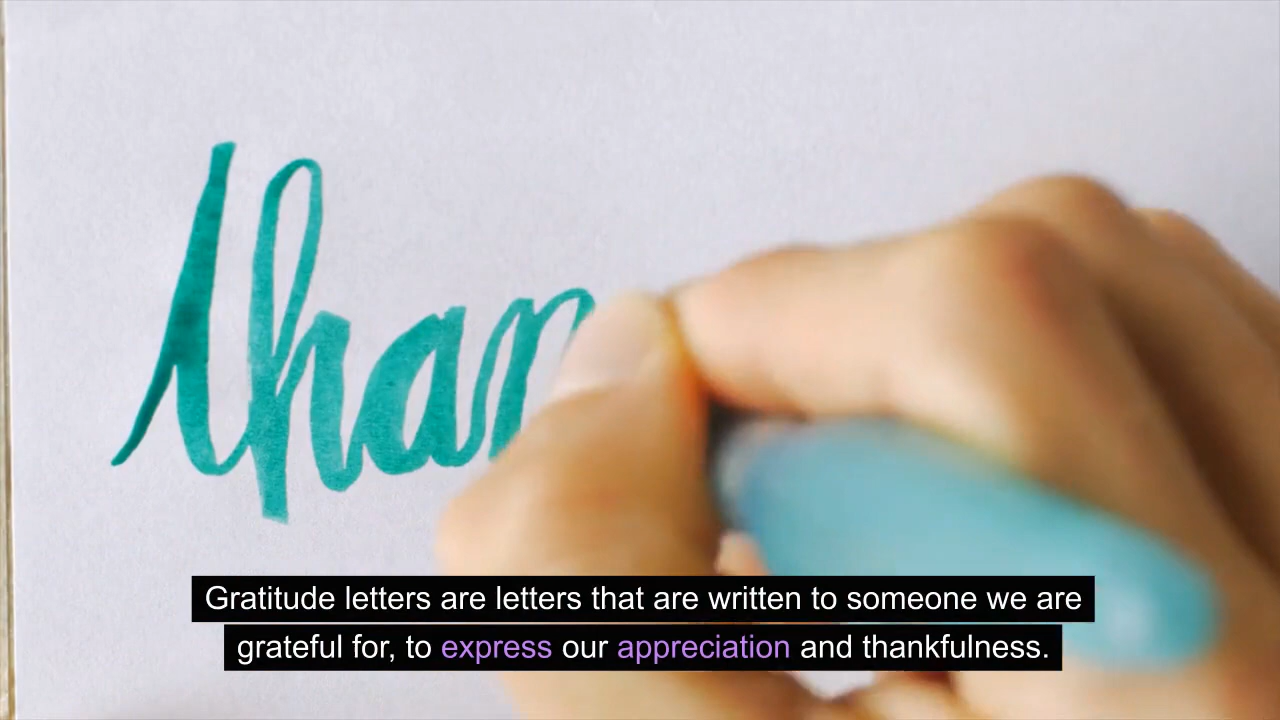 than
Gratitude letters are letters that are written to someone we are
grateful for, to express our appreciation and thankfulness.